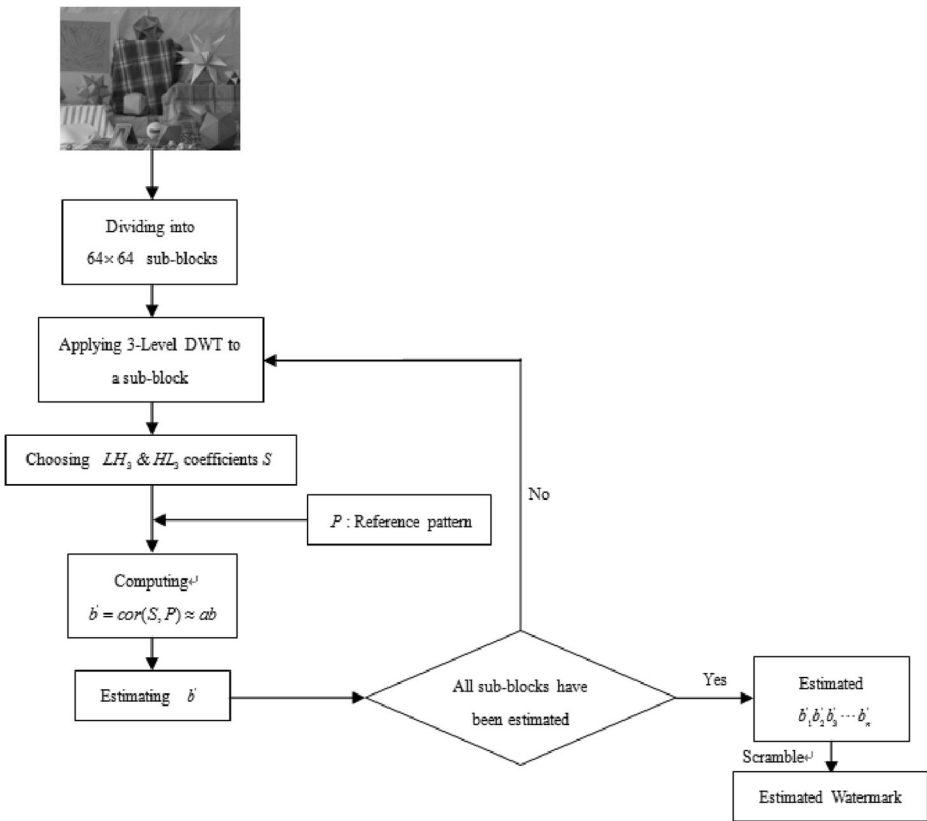 Dividing into
64× 64 sub-blocks
Applying 3-Level DWT to
a sub-block
Choosing LH₃ & HL₃ coefficients S
P : Reference pattern
Computing↵
b' = cor(S, P) ≈ ab
Estimating b'
All sub-blocks have
been estimated
No
Yes
Estimated
b'₁b'₂b'₃ ⋯ b'ₙ
Scramble↵
Estimated Watermark